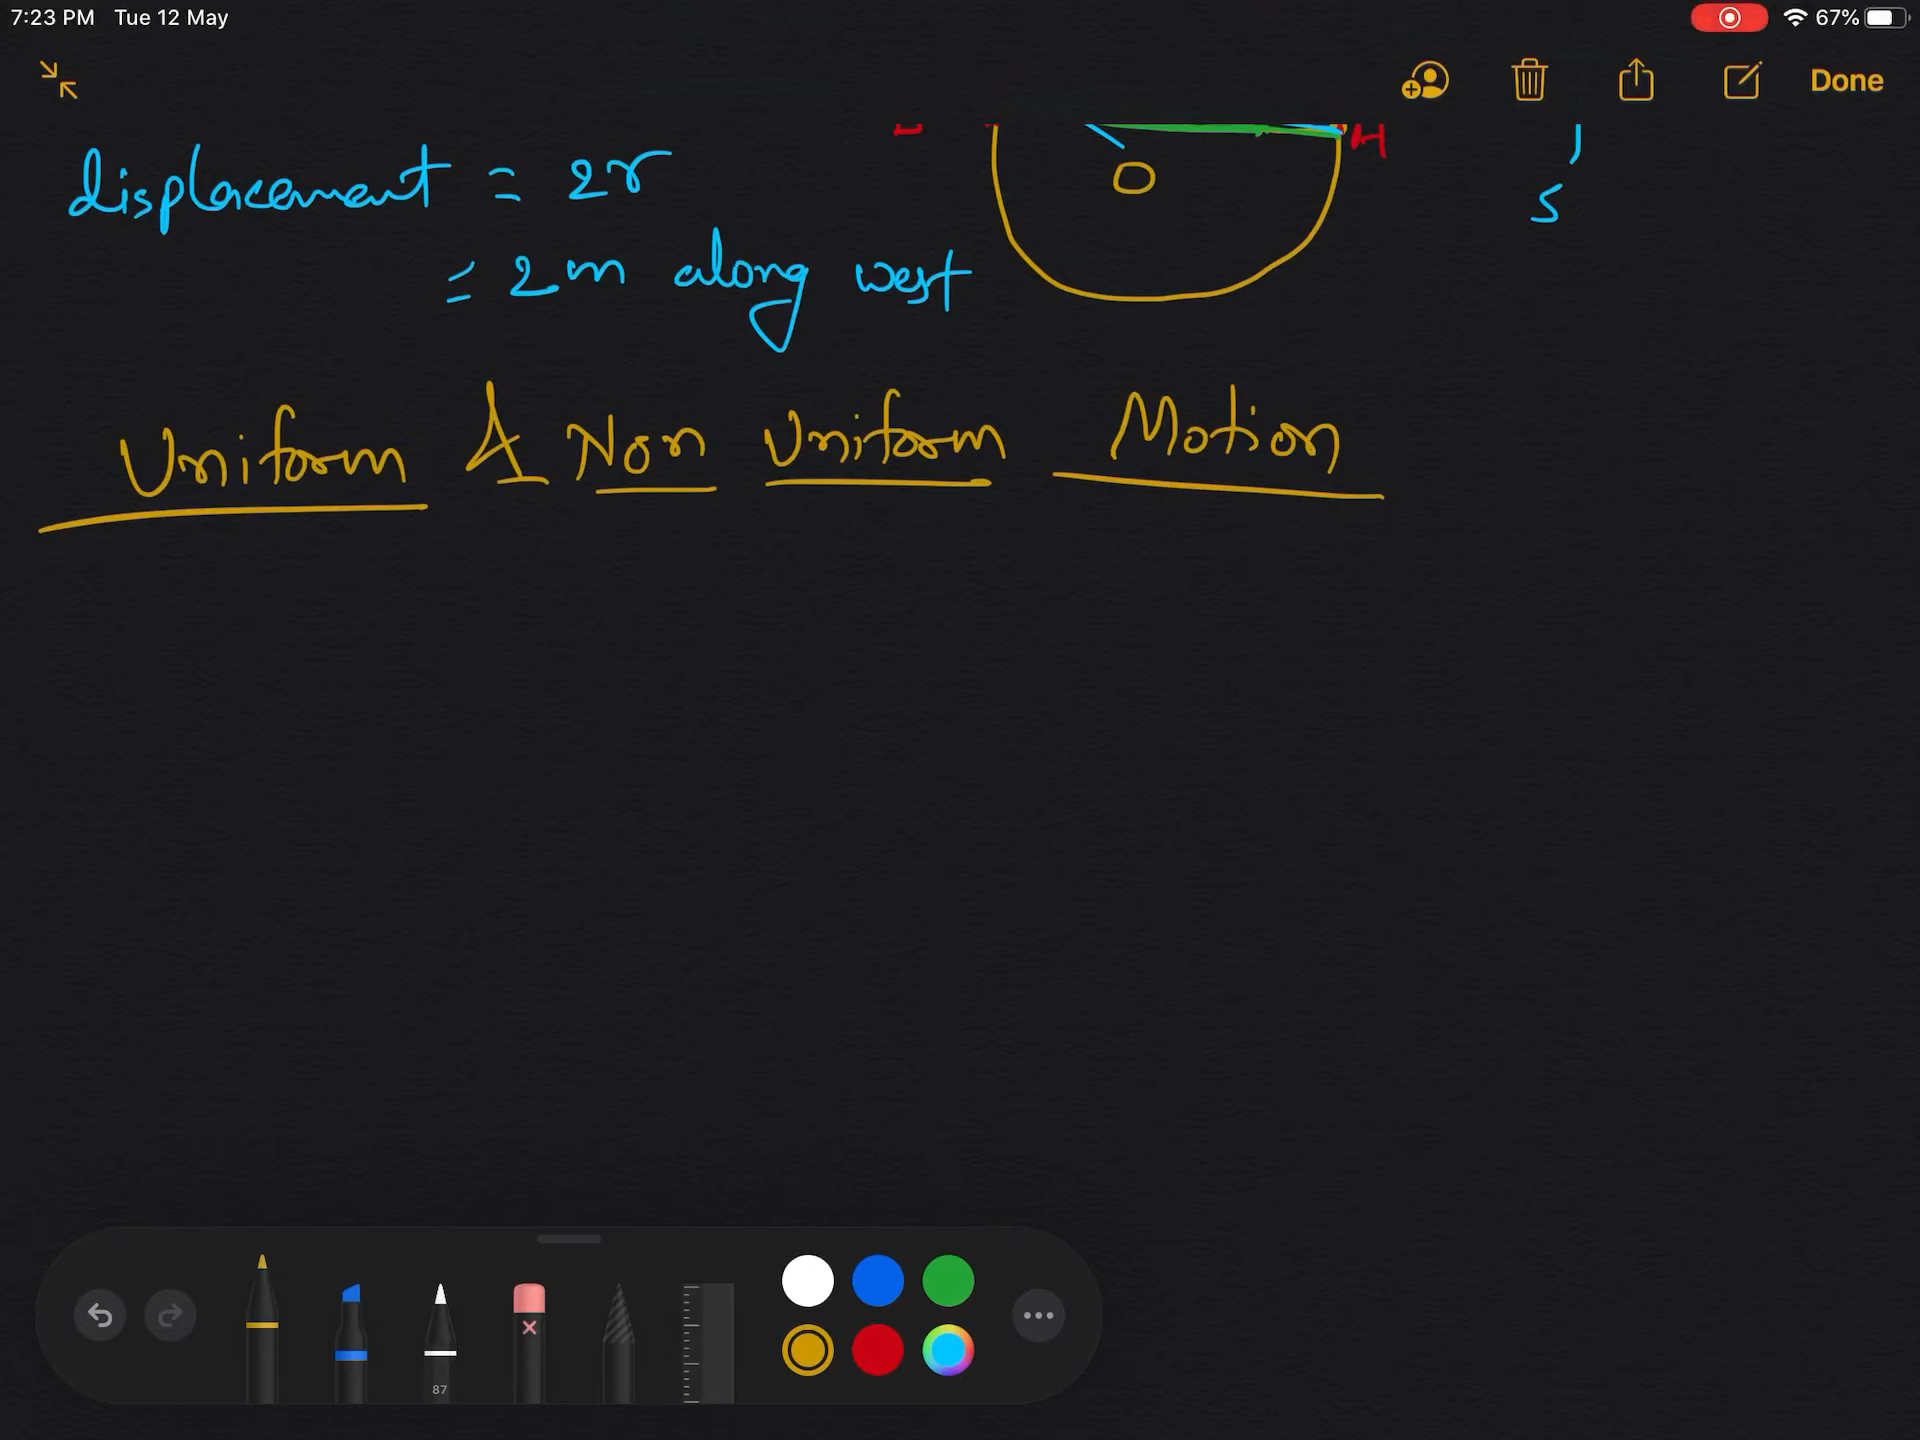 7:23 PM Tue 12 May 67%
Done
displacement = 2r
= 2m along west
A
O
S
Uniform & Non Uniform Motion
87